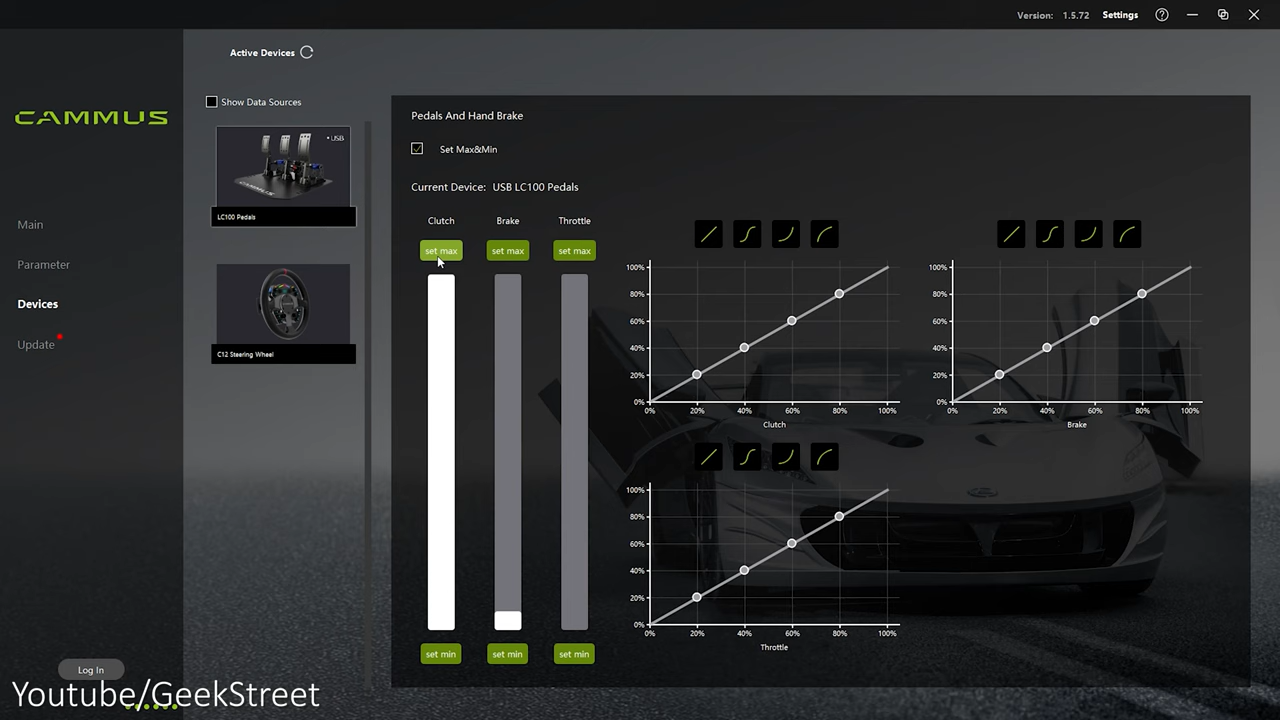 Version: 1.5.72 Settings
Active Devices
Show Data Sources
CAMMUS
Main
Parameter
Devices
Update
Log In
USB
CAMMUS
LC100 Pedals
C12 Steering Wheel
Pedals And Hand Brake
Set Max&Min
Current Device: USB LC100 Pedals
Clutch Brake Throttle
set max set max set max
set min set min set min
100%
80%
60%
40%
20%
0%
0% 20% 40% 60% 80% 100%
Clutch
100%
80%
60%
40%
20%
0%
0% 20% 40% 60% 80% 100%
Brake
100%
80%
60%
40%
20%
0%
0% 20% 40% 60% 80% 100%
Throttle
Youtube/GeekStreet